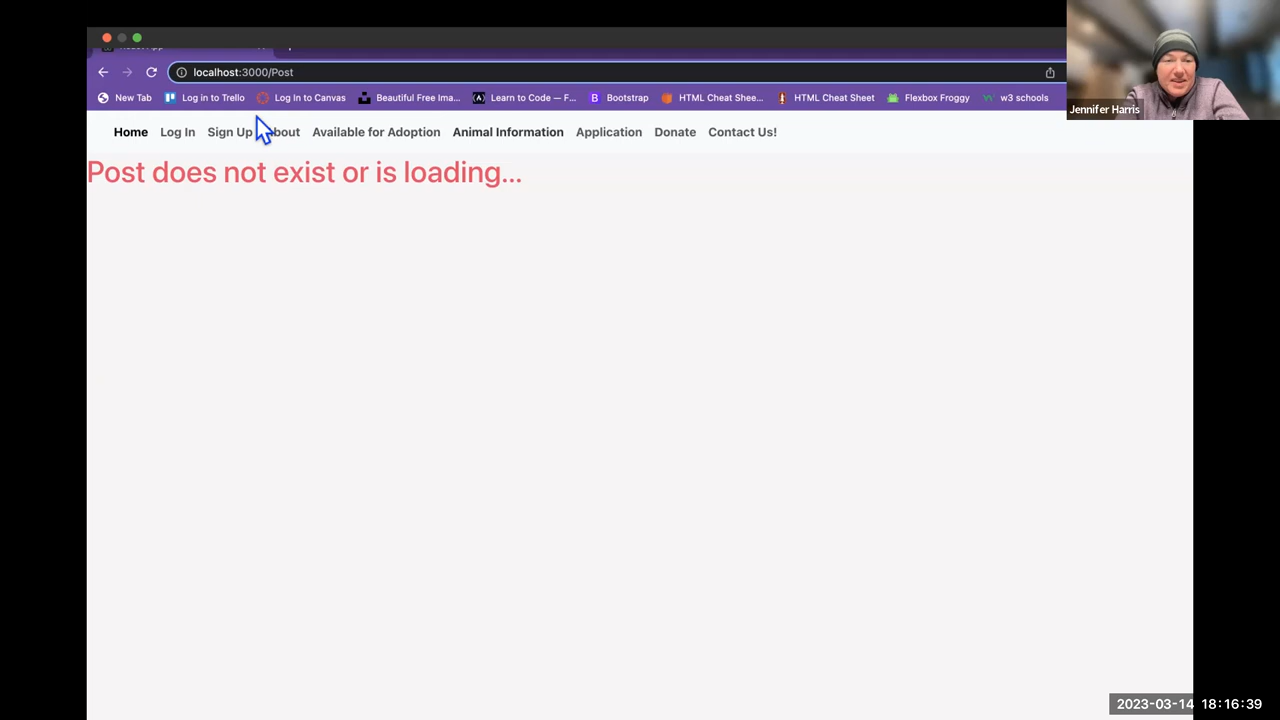 localhost:3000/Post
New Tab Log in to Trello Log In to Canvas Beautiful Free Ima... Learn to Code — F... Bootstrap HTML Cheat Shee... HTML Cheat Sheet Flexbox Froggy w3 schools
Home Log In Sign Up Available for Adoption Animal Information Application Donate Contact Us!
Post does not exist or is loading...
Jennifer Harris
2023-03-14 18:16:39